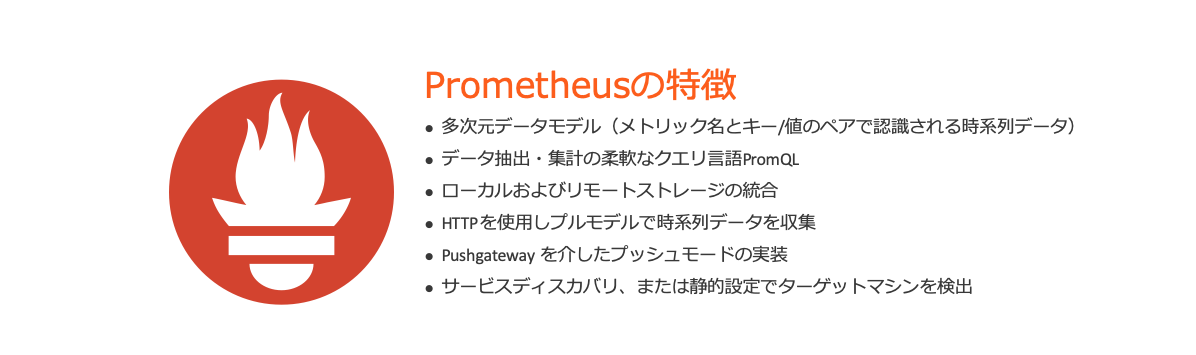 Prometheusの特徴
● 多次元データモデル（メトリック名とキー/値のペアで認識される時系列データ）
● データ抽出・集計の柔軟なクエリ言語PromQL
● ローカルおよびリモートストレージの統合
● HTTPを使用しプルモデルで時系列データを収集
● Pushgateway を介したプッシュモードの実装
● サービスディスカバリ、または静的設定でターゲットマシンを検出